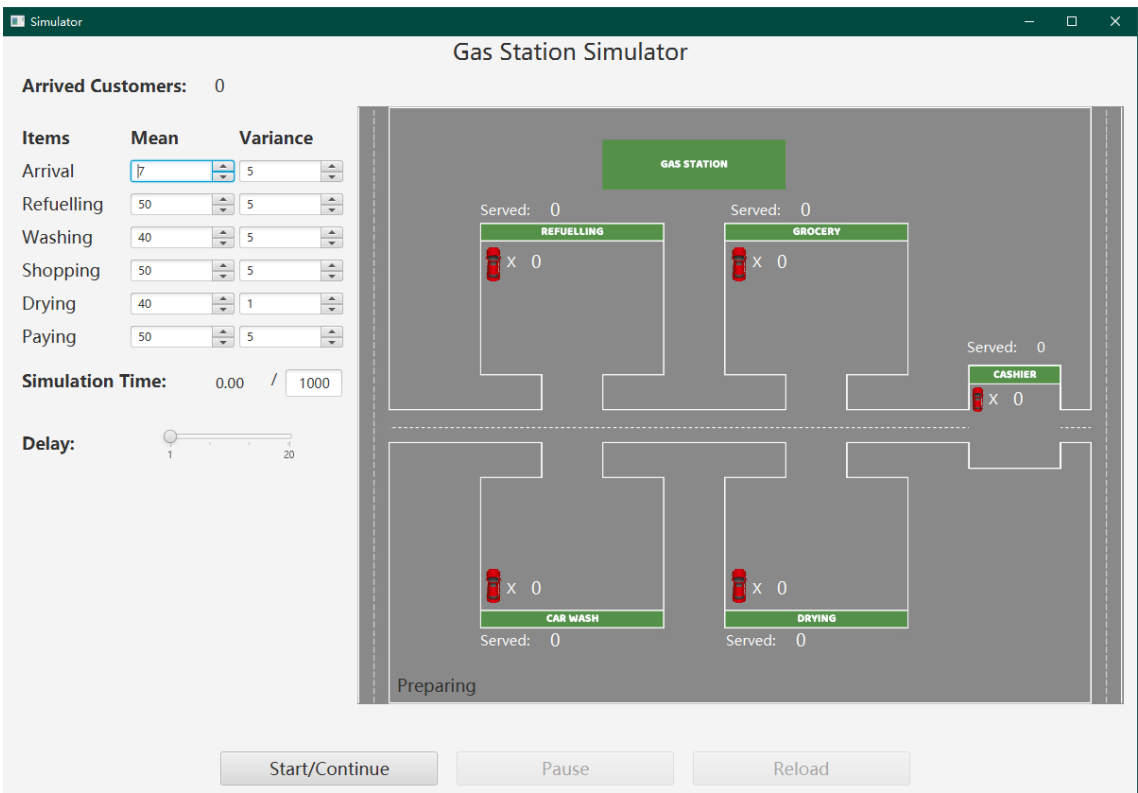 Simulator
Gas Station Simulator
Arrived Customers: 0
Items Mean Variance
Arrival 7 5
Refuelling 50 5
Washing 40 5
Shopping 50 5
Drying 40 1
Paying 50 5
Simulation Time: 0.00 / 1000
Delay:
1 20
GAS STATION
Served: 0
REFUELLING
X 0
Served: 0
GROCERY
X 0
Served: 0
CASHIER
X 0
X 0
CAR WASH
Served: 0
X 0
DRYING
Served: 0
Preparing
Start/Continue Pause Reload